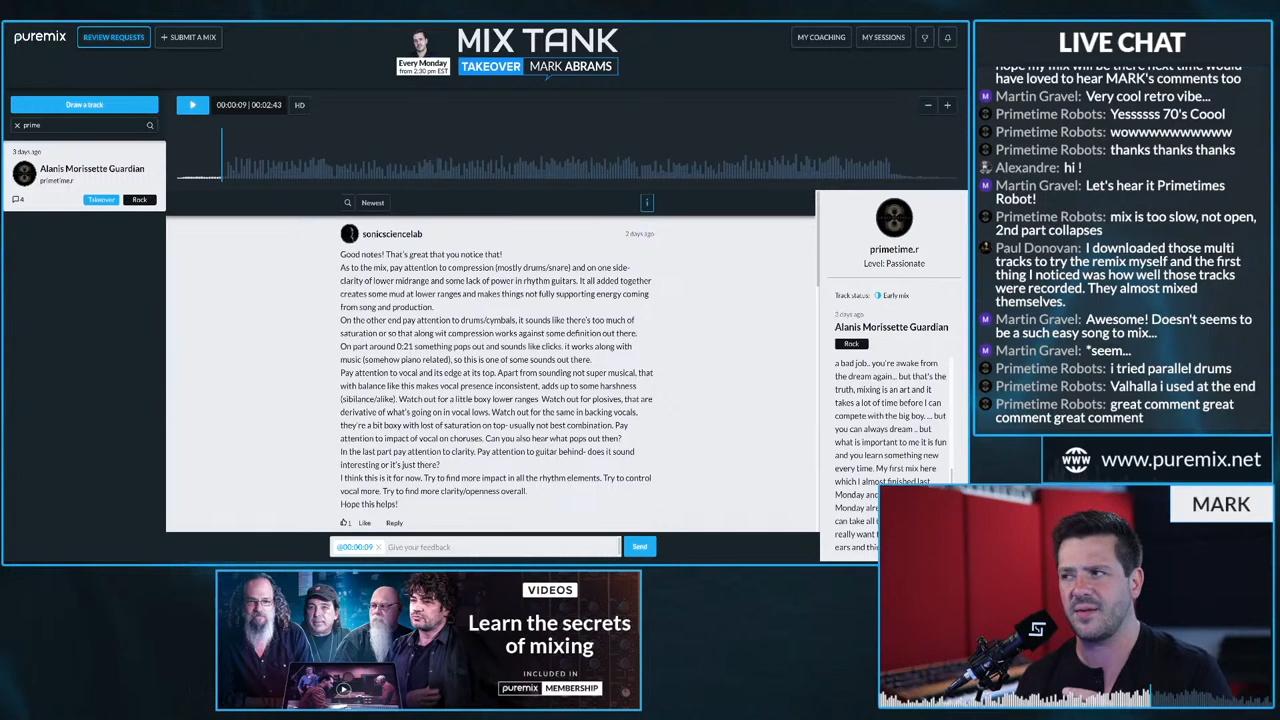 puremix
REVIEW REQUESTS
+ SUBMIT A MIX
Every Monday
from 2:30 pm EST
MIX TANK
TAKEOVER MARK ABRAMS
MY COACHING
MY SESSIONS
Draw a track
× prime
3 days ago
Alanis Morissette Guardian
primetime.r
4
Takeover
Rock
00:00:09 | 00:02:43
HD
Newest
i
sonicsciencelab
2 days ago
Good notes! That's great that you notice that!
As to the mix, pay attention to compression (mostly drums/snare) and on one side-
clarity of lower midrange and some lack of power in rhythm guitars. It all added together
creates some mud at lower ranges and makes things not fully supporting energy coming
from song and production.
On the other end pay attention to drums/cymbals, it sounds like there's too much of
saturation or so that along wit compression works against some definition out there.
On part around 0:21 something pops out and sounds like clicks. it works along with
music (somehow piano related), so this is one of some sounds out there.
Pay attention to vocal and its edge at its top. Apart from sounding not super musical, that
with balance like this makes vocal presence inconsistent, adds up to some harshness
(sibilance/alike). Watch out for a little boxy lower ranges Watch out for plosives, that are
derivative of what's going on in vocal lows. Watch out for the same in backing vocals,
they're a bit boxy with lost of saturation on top- usually not best combination. Pay
attention to impact of vocal on choruses. Can you also hear what pops out then?
In the last part pay attention to clarity. Pay attention to guitar behind- does it sound
interesting or it's just there?
I think this is it for now. Try to find more impact in all the rhythm elements. Try to control
vocal more. Try to find more clarity/openness overall.
Hope this helps!
1 Like Reply
@00:00:09 × Give your feedback
Send
primetime.r
Level: Passionate
Track status: Early mix
3 days ago
Alanis Morissette Guardian
Rock
a bad job.. you're awake from
the dream again... but that's the
truth, mixing is an art and it
takes a lot of time before I can
compete with the big boy. ... but
you can always dream .. but
what is important to me it is fun
and you learn something new
every time. My first mix here
which I almost finished last
Monday and
Monday alre
can take all
really want
ears and thi
LIVE CHAT
hope my mix will be there next time would
have loved to hear MARK's comments too
Martin Gravel: Very cool retro vibe...
Primetime Robots: Yesssss 70's Coool
Primetime Robots: wowwwwwwwwww
Primetime Robots: thanks thanks thanks
Alexandre: hi !
Martin Gravel: Let's hear it Primetimes
Robot!
Primetime Robots: mix is too slow, not open,
2nd part collapses
Paul Donovan: I downloaded those multi
tracks to try the remix myself and the first
thing I noticed was how well those tracks
were recorded. They almost mixed
themselves.
Martin Gravel: Awesome! Doesn't seems to
be a such easy song to mix...
Martin Gravel: *seem...
Primetime Robots: i tried parallel drums
Primetime Robots: Valhalla i used at the end
Primetime Robots: great comment great
comment great comment
www www.puremix.net
MARK
VIDEOS
Learn the secrets
of mixing
INCLUDED IN
puremix MEMBERSHIP